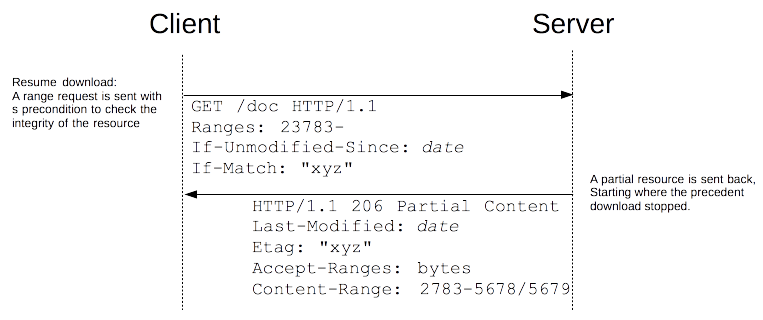 Client
Server
Resume download:
A range request is sent with
s precondition to check the
integrity of the resource
GET /doc HTTP/1.1
Ranges: 23783-
If-Unmodified-Since: date
If-Match: "xyz"
A partial resource is sent back,
Starting where the precedent
download stopped.
HTTP/1.1 206 Partial Content
Last-Modified: date
Etag: "xyz"
Accept-Ranges: bytes
Content-Range: 2783-5678/5679